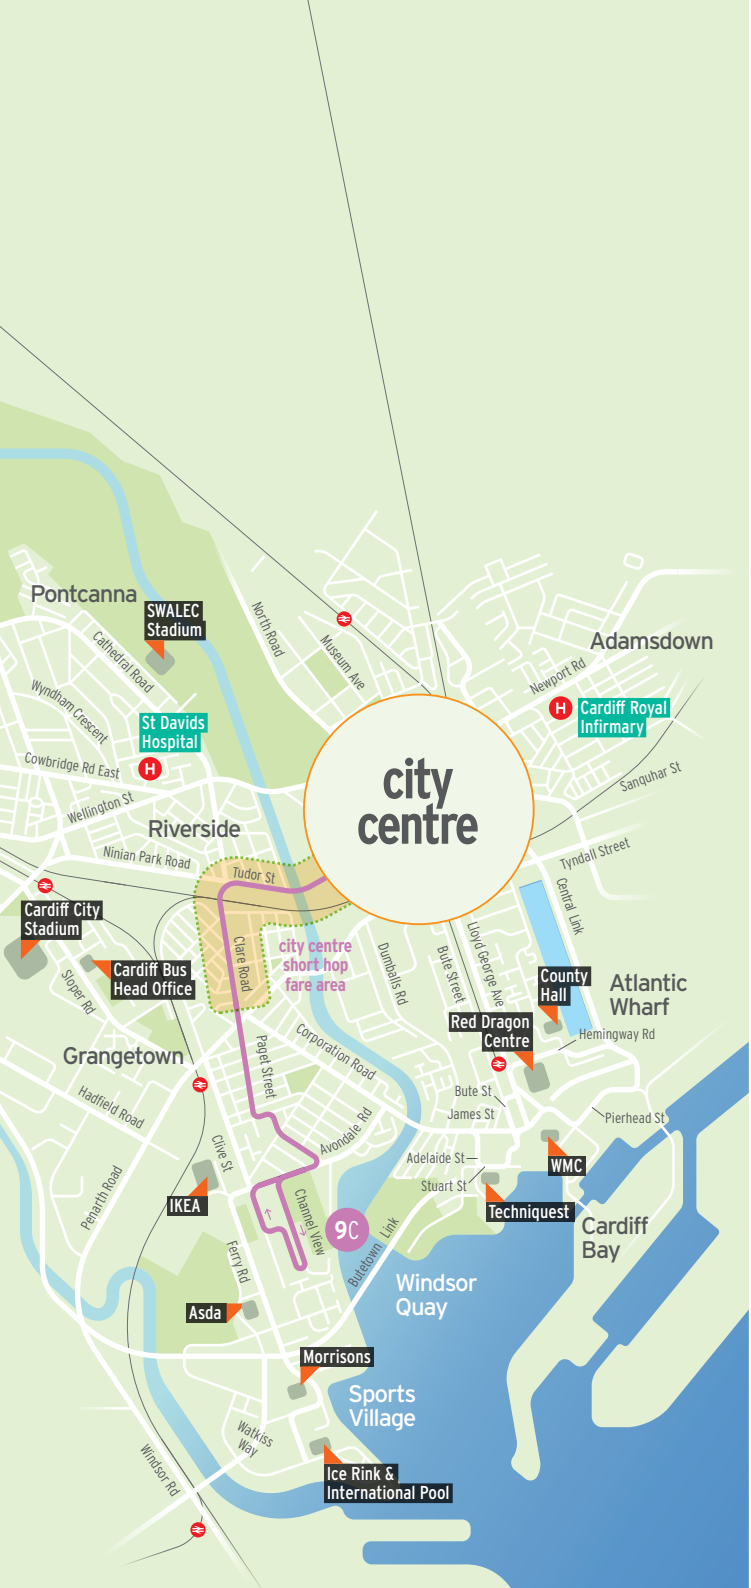 Pontcanna
SWALEC
Stadium
North Road
Museum Ave
Cathedral Road
Adamsdown
Newport Rd
Wyndham Crescent
H
Cardiff Royal
Infirmary
St Davids
Hospital
H
Cowbridge Rd East
city
centre
Sanquhar St
Wellington St
Riverside
Ninian Park Road
Tudor St
Tyndall Street
Central Link
Cardiff City
Stadium
Cardiff Bus
Head Office
Sloper Rd
Clare Road
city centre
short hop
fare area
Dumballs Rd
Bute Street
Lloyd George Ave
County
Hall
Atlantic
Wharf
Red Dragon
Centre
Hemingway Rd
Grangetown
Paget Street
Corporation Road
Hadfield Road
Bute St
James St
Pierhead St
Clive St
Avondale Rd
Adelaide St
Stuart St
WMC
Penarth Road
IKEA
Channel View
9C
Techniquest
Cardiff
Bay
Ferry Rd
Butetown Link
Windsor
Quay
Asda
Morrisons
Sports
Village
Watkiss
Way
Windsor Rd
Ice Rink &
International Pool